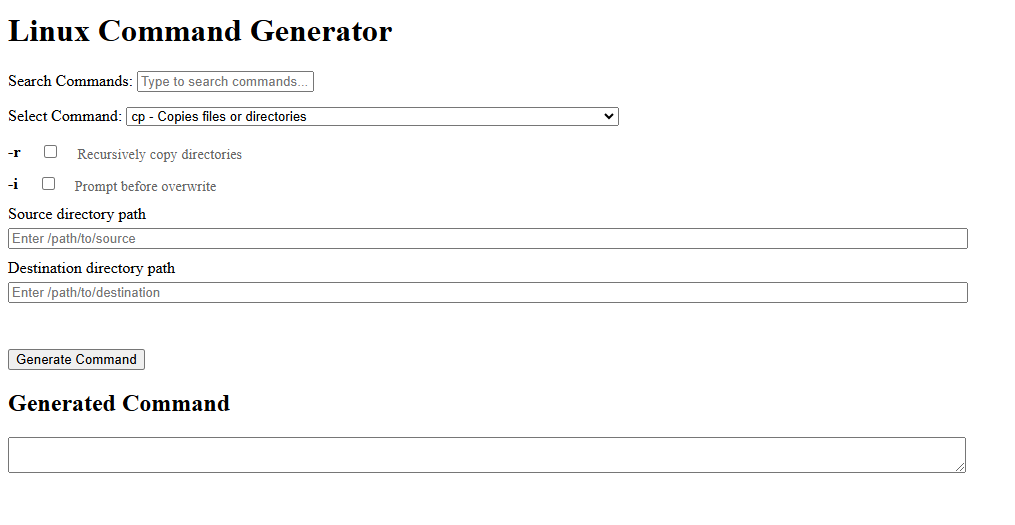 Linux Command Generator
Search Commands: Type to search commands...
Select Command: cp - Copies files or directories
-r Recursively copy directories
-i Prompt before overwrite
Source directory path
Enter /path/to/source
Destination directory path
Enter /path/to/destination
Generate Command
Generated Command